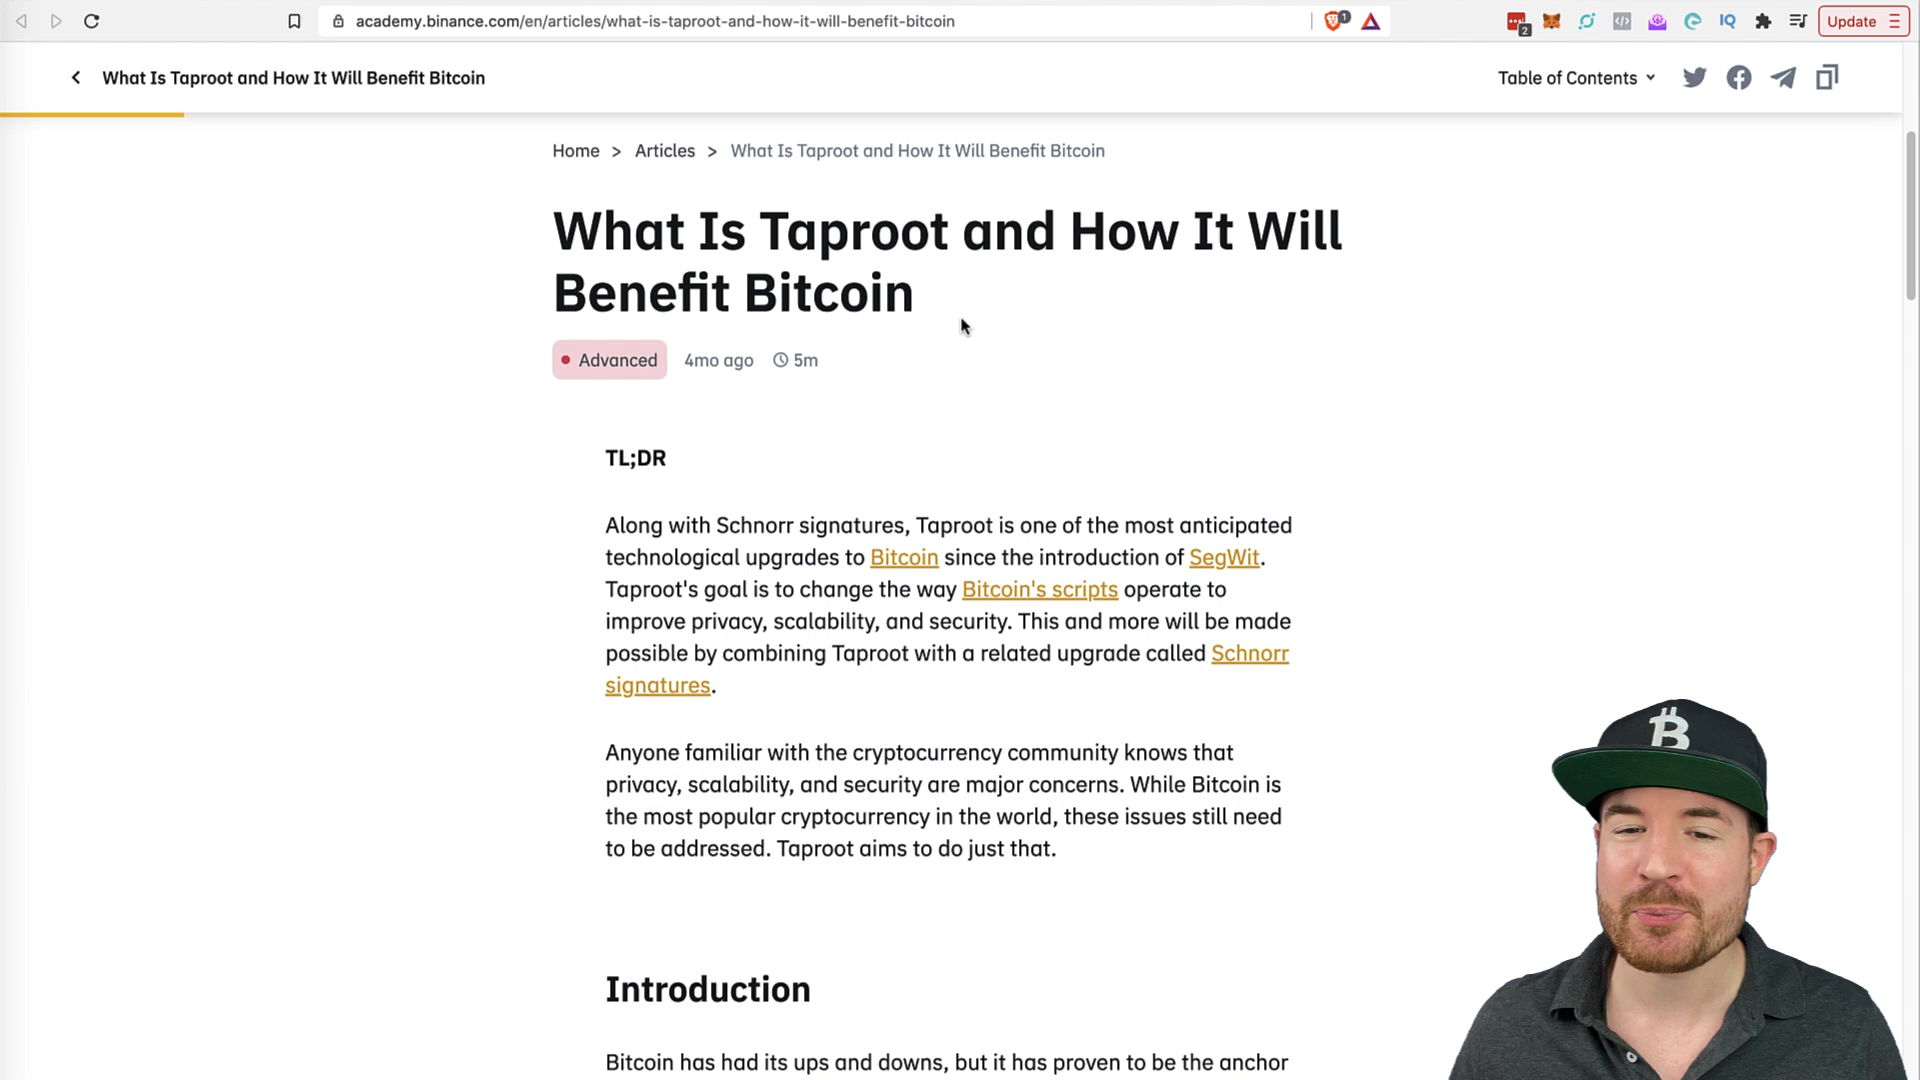 academy.binance.com/en/articles/what-is-taproot-and-how-it-will-benefit-bitcoin
1
2
IQ
Update
What Is Taproot and How It Will Benefit Bitcoin
Table of Contents
Home > Articles > What Is Taproot and How It Will Benefit Bitcoin
What Is Taproot and How It Will
Benefit Bitcoin
Advanced 4mo ago 5m
TL;DR
Along with Schnorr signatures, Taproot is one of the most anticipated
technological upgrades to Bitcoin since the introduction of SegWit.
Taproot's goal is to change the way Bitcoin's scripts operate to
improve privacy, scalability, and security. This and more will be made
possible by combining Taproot with a related upgrade called Schnorr
signatures.
Anyone familiar with the cryptocurrency community knows that
privacy, scalability, and security are major concerns. While Bitcoin is
the most popular cryptocurrency in the world, these issues still need
to be addressed. Taproot aims to do just that.
Introduction
Bitcoin has had its ups and downs, but it has proven to be the anchor